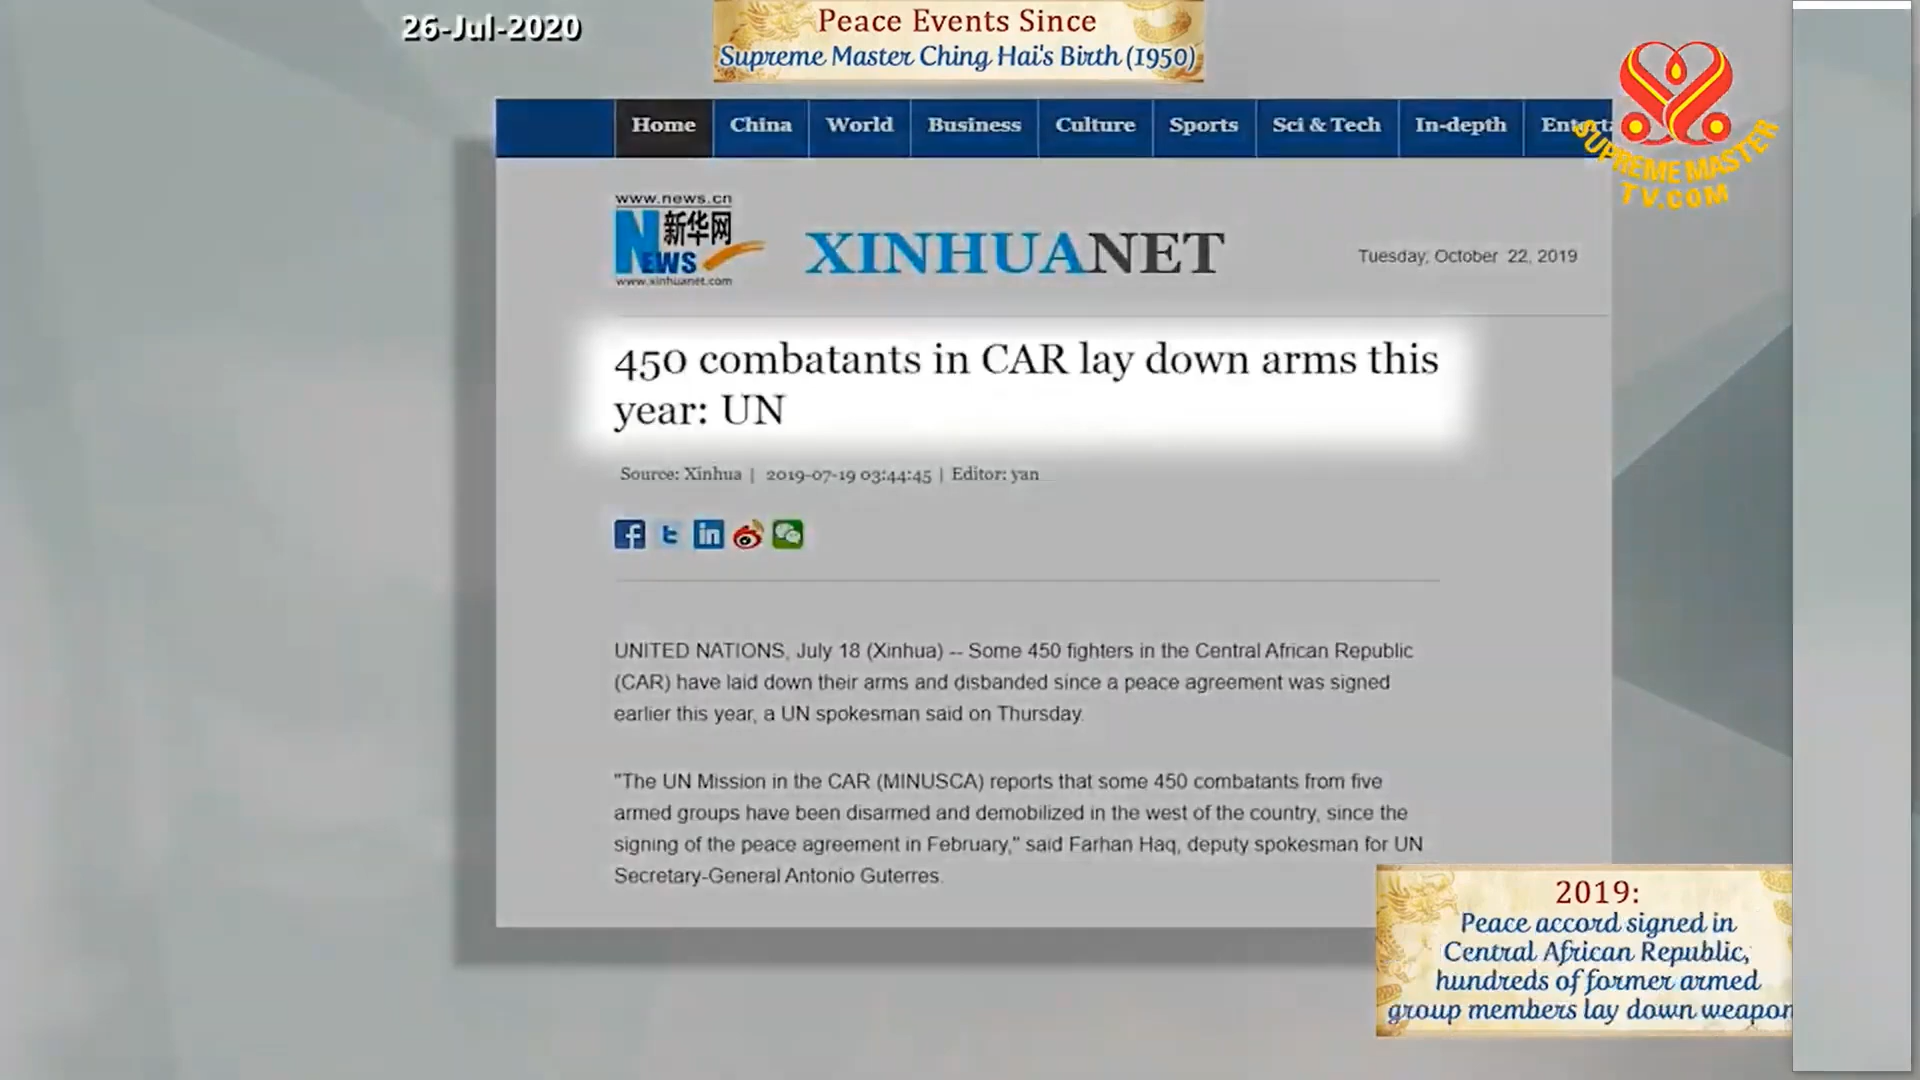 26-Jul-2020
Peace Events Since
Supreme Master Ching Hai's Birth (1950)
Home China World Business Culture Sports Sci & Tech In-depth
SUPREME MASTER
TV.COM
www.news.cn
新华网
NEWS
www.xinhuanet.com
XINHUANET
Tuesday, October 22, 2019
450 combatants in CAR lay down arms this
year: UN
Source: Xinhua | 2019-07-19 03:44:45 | Editor: yan
UNITED NATIONS, July 18 (Xinhua) -- Some 450 fighters in the Central African Republic
(CAR) have laid down their arms and disbanded since a peace agreement was signed
earlier this year, a UN spokesman said on Thursday.
"The UN Mission in the CAR (MINUSCA) reports that some 450 combatants from five
armed groups have been disarmed and demobilized in the west of the country, since the
signing of the peace agreement in February," said Farhan Haq, deputy spokesman for UN
Secretary-General Antonio Guterres.
2019:
Peace accord signed in
Central African Republic,
hundreds of former armed
group members lay down weapon